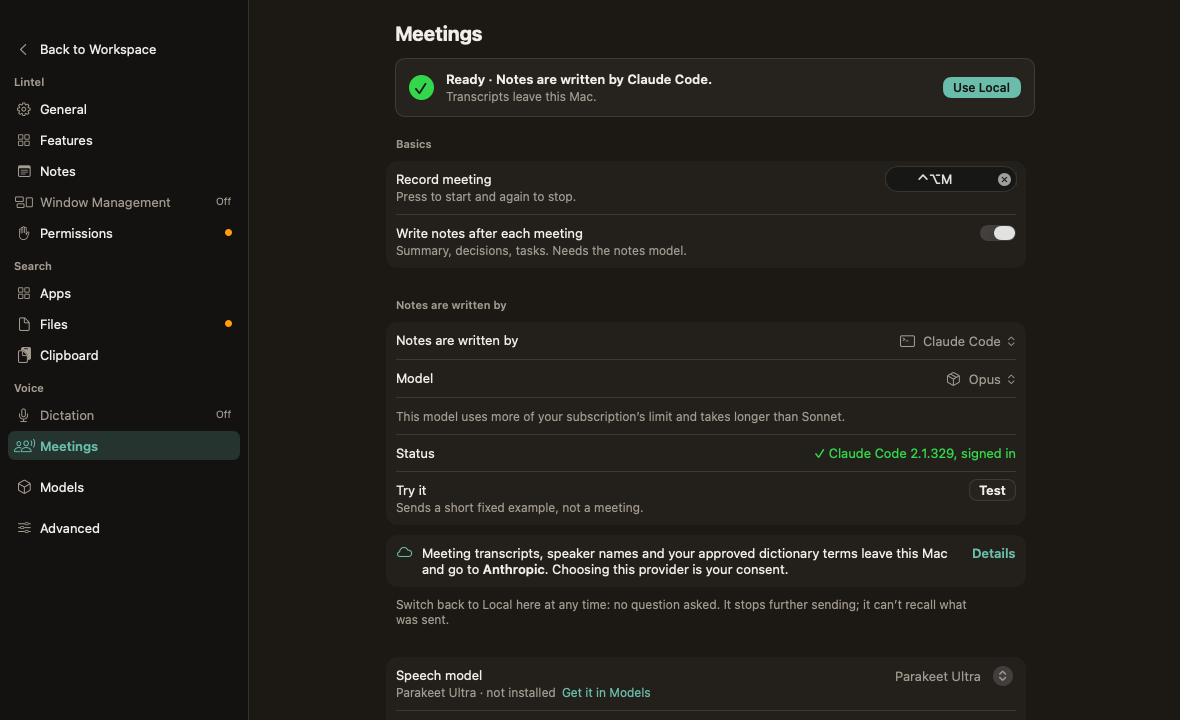 Back to Workspace
Lintel
General
Features
Notes
Window Management Off
Permissions
Search
Apps
Files
Clipboard
Voice
Dictation Off
Meetings
Models
Advanced
Meetings
Ready · Notes are written by Claude Code.
Transcripts leave this Mac.
Use Local
Basics
Record meeting
Press to start and again to stop.
⌃⌥M
Write notes after each meeting
Summary, decisions, tasks. Needs the notes model.
Notes are written by
Notes are written by Claude Code
Model Opus
This model uses more of your subscription's limit and takes longer than Sonnet.
Status ✓ Claude Code 2.1.329, signed in
Try it
Sends a short fixed example, not a meeting.
Test
Meeting transcripts, speaker names and your approved dictionary terms leave this Mac
and go to Anthropic. Choosing this provider is your consent.
Details
Switch back to Local here at any time: no question asked. It stops further sending; it can't recall what
was sent.
Speech model Parakeet Ultra
Parakeet Ultra · not installed Get it in Models